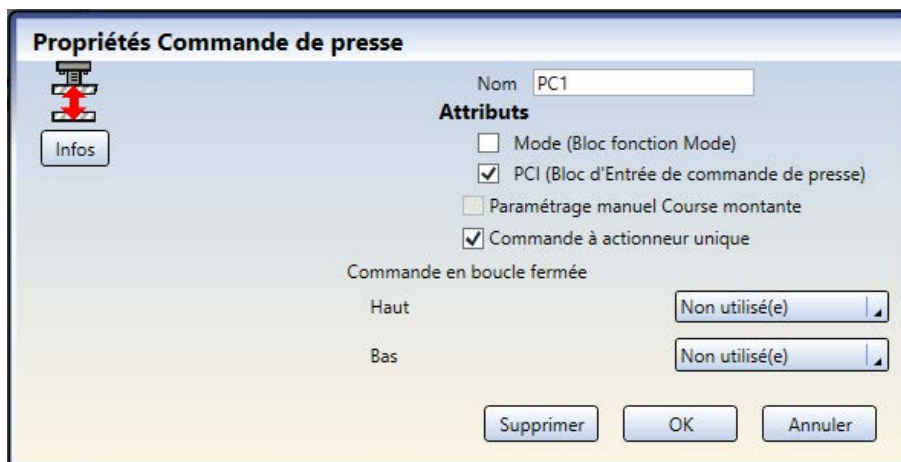 Propriétés Commande de presse
Nom PC1
Attributs
Infos
Mode (Bloc fonction Mode)
PCI (Bloc d'Entrée de commande de presse)
Paramétrage manuel Course montante
Commande à actionneur unique
Commande en boucle fermée
Haut Non utilisé(e)
Bas Non utilisé(e)
Supprimer OK Annuler